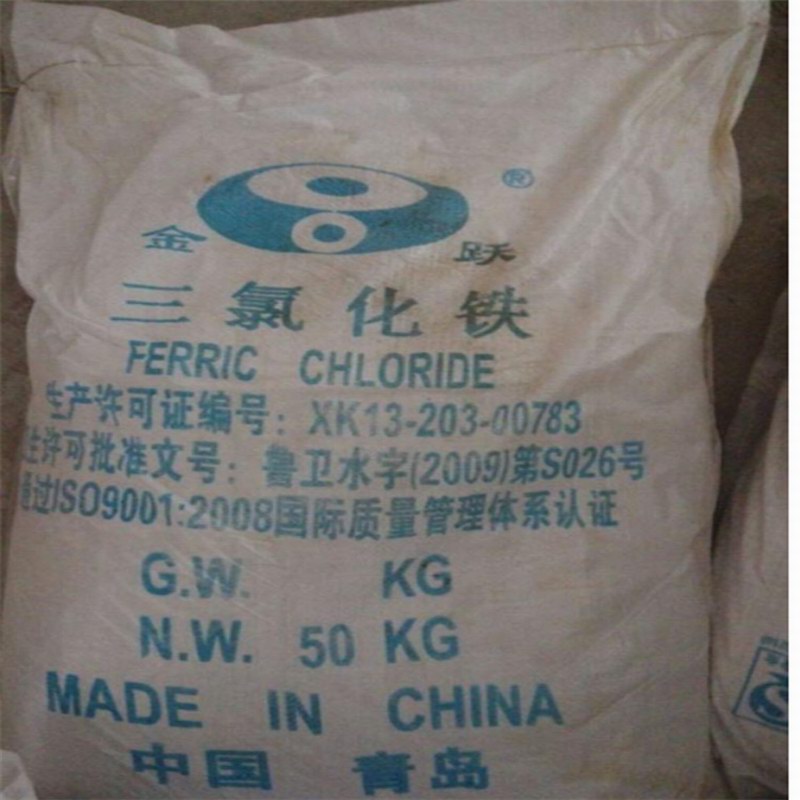 ®
金 跃
三氯化铁
FERRIC CHLORIDE
生产许可证编号: XK13-203-00783
生许可批准文号: 鲁卫水字(2009)第S026号
通过ISO9001:2008国际质量管理体系认证
G.W. KG
N.W. 50 KG
MADE IN CHINA
中国 青岛